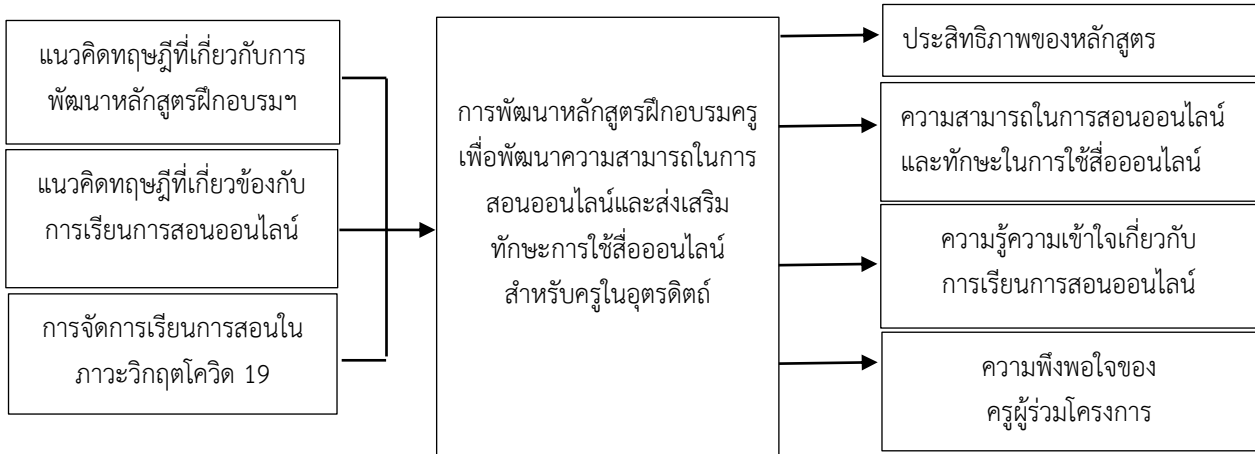 แนวคิดทฤษฎีที่เกี่ยวกับการ
พัฒนาหลักสูตรฝึกอบรมฯ
แนวคิดทฤษฎีที่เกี่ยวข้องกับ
การเรียนการสอนออนไลน์
การจัดการเรียนการสอนใน
ภาวะวิกฤตโควิด 19
การพัฒนาหลักสูตรฝึกอบรมครู
เพื่อพัฒนาความสามารถในการ
สอนออนไลน์และส่งเสริม
ทักษะการใช้สื่อออนไลน์
สำหรับครูในอุตรดิตถ์
ประสิทธิภาพของหลักสูตร
ความสามารถในการสอนออนไลน์
และทักษะในการใช้สื่อออนไลน์
ความรู้ความเข้าใจเกี่ยวกับ
การเรียนการสอนออนไลน์
ความพึงพอใจของ
ครูผู้ร่วมโครงการ